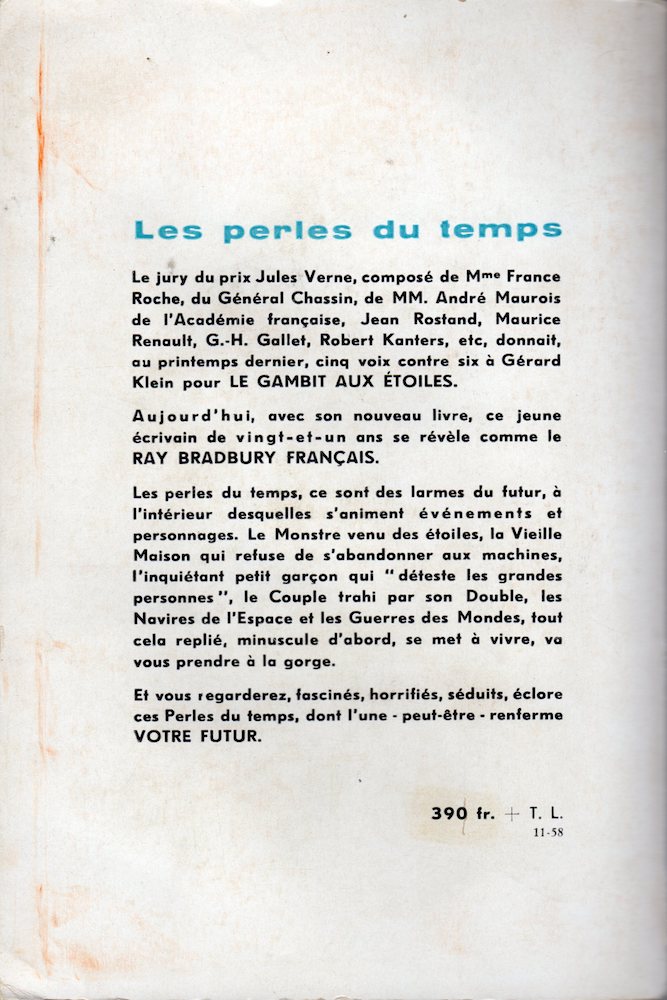 Les perles du temps
Le jury du prix Jules Verne, composé de Mme France
Roche, du Général Chassin, de MM. André Maurois
de l'Académie française, Jean Rostand, Maurice
Renault, G.-H. Gallet, Robert Kanters, etc, donnait,
au printemps dernier, cinq voix contre six à Gérard
Klein pour LE GAMBIT AUX ÉTOILES.
Aujourd'hui, avec son nouveau livre, ce jeune
écrivain de vingt-et-un ans se révèle comme le
RAY BRADBURY FRANÇAIS.
Les perles du temps, ce sont des larmes du futur, à
l'intérieur desquelles s'animent événements et
personnages. Le Monstre venu des étoiles, la Vieille
Maison qui refuse de s'abandonner aux machines,
l'inquiétant petit garçon qui "déteste les grandes
personnes", le Couple trahi par son Double, les
Navires de l'Espace et les Guerres des Mondes, tout
cela replié, minuscule d'abord, se met à vivre, va
vous prendre à la gorge.
Et vous regarderez, fascinés, horrifiés, séduits, éclore
ces Perles du temps, dont l'une - peut-être - renferme
VOTRE FUTUR.
390 fr. + T. L.
11-58